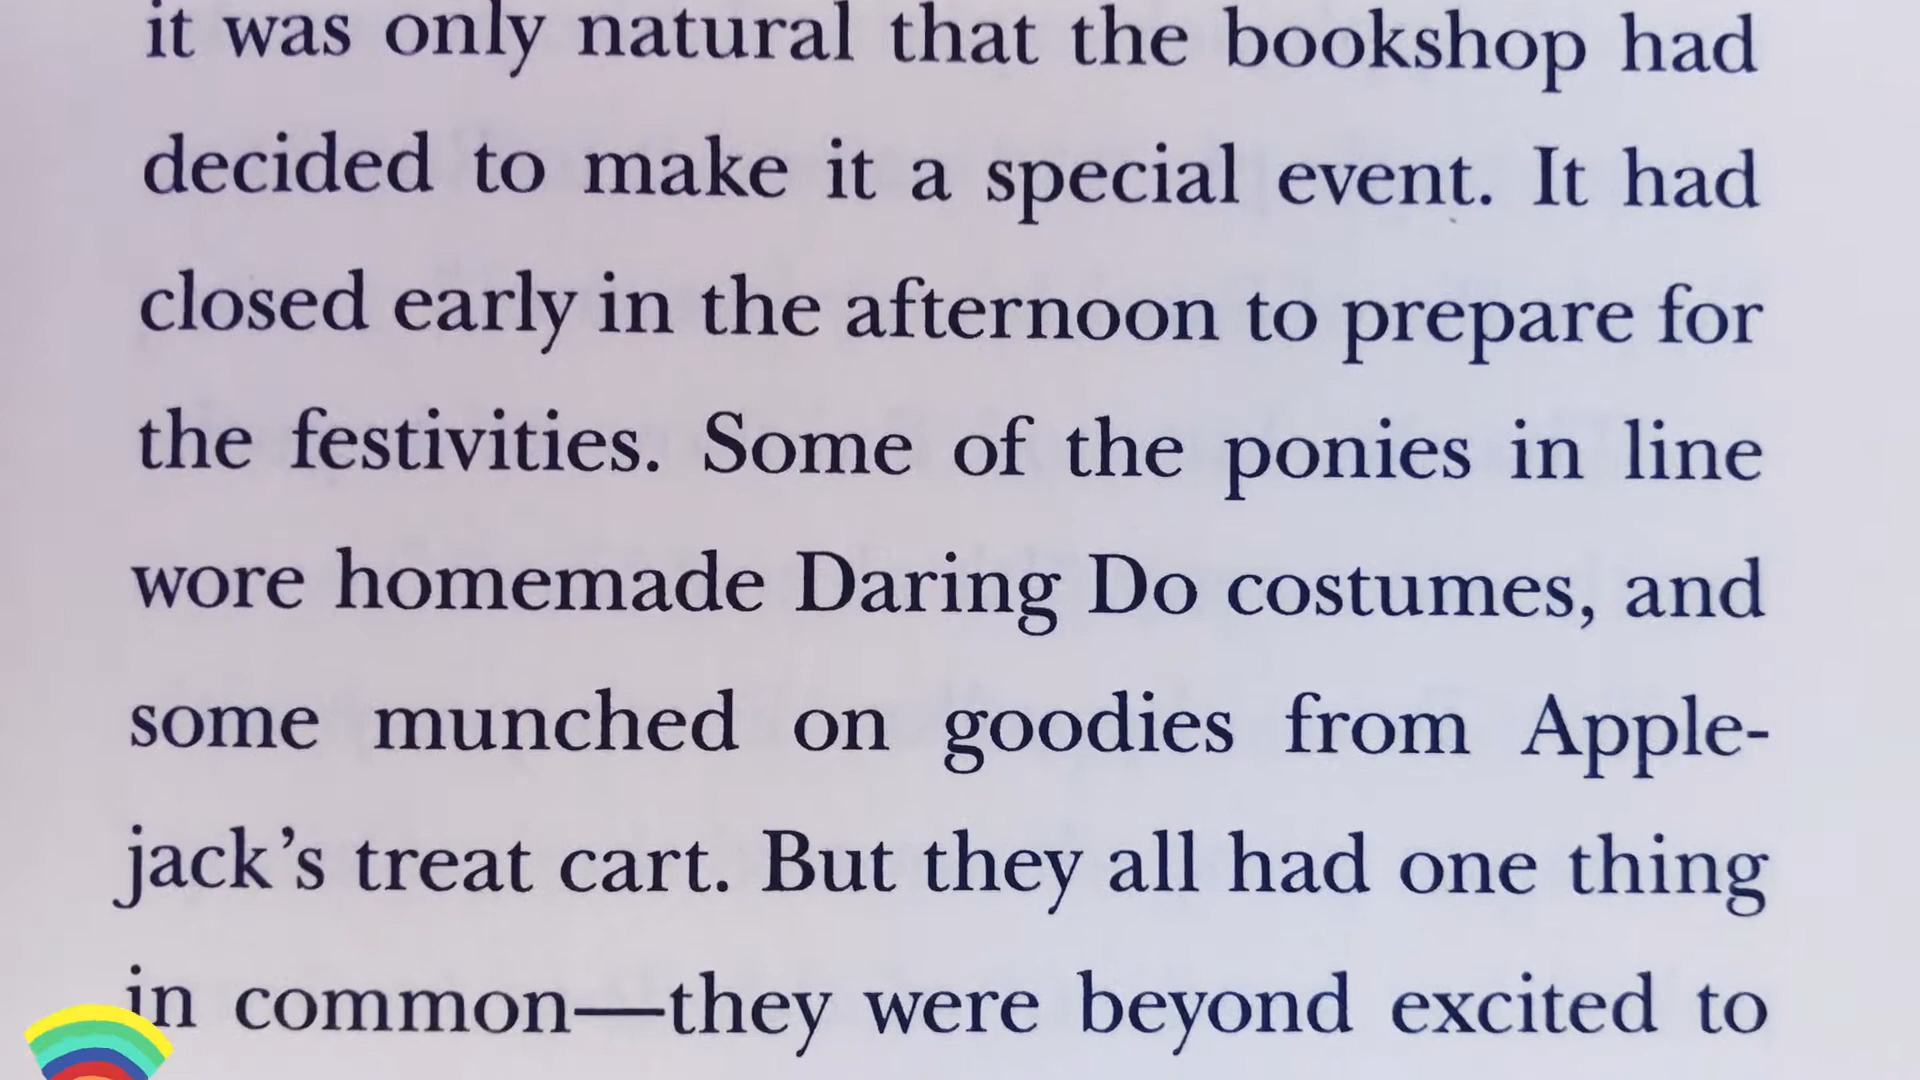 it was only natural that the bookshop had
decided to make it a special event. It had
closed early in the afternoon to prepare for
the festivities. Some of the ponies in line
wore homemade Daring Do costumes, and
some munched on goodies from Apple-
jack’s treat cart. But they all had one thing
in common—they were beyond excited to